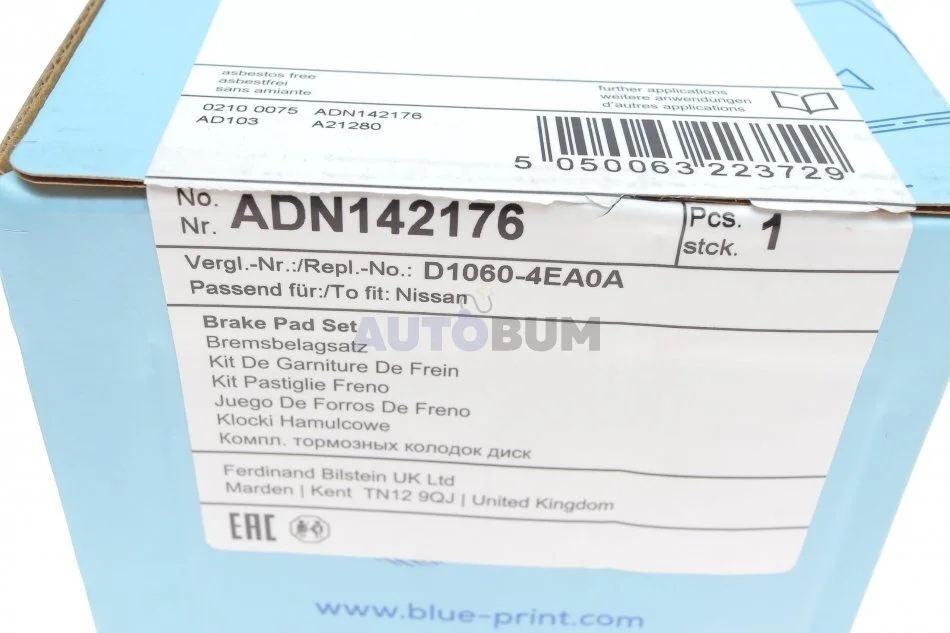 asbestos free
asbestfrei
sans amiante
further applications
weitere anwendungen
d'autres applications
0210 0075 ADN142176
AD103 A21280
5 050063 223729
No.
Nr. ADN142176
Pcs.
stck. 1
Vergl.-Nr.:/Repl.-No.: D1060-4EA0A
Passend für:/To fit: Nissan
Brake Pad Set
Bremsbelagsatz
AUTOBUM
Kit De Garniture De Frein
Kit Pastiglie Freno
Juego De Forros De Freno
Klocki Hamulcowe
Компл. тормозных колодок диск
Ferdinand Bilstein UK Ltd
Marden | Kent TN12 9QJ | United Kingdom
EAC
www.blue-print.com